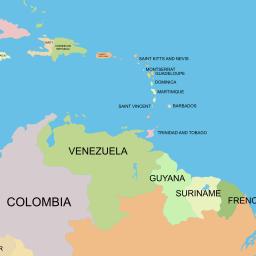 HAITI
DOMINICAN
REPUBLIC
SAINT KITTS AND NEVIS
MONTSERRAT
GUADELOUPE
DOMINICA
MARTINIQUE
SAINT VINCENT
BARBADOS
TRINIDAD AND TOBAGO
VENEZUELA
GUYANA
SURINAME
FRENC
COLOMBIA
R